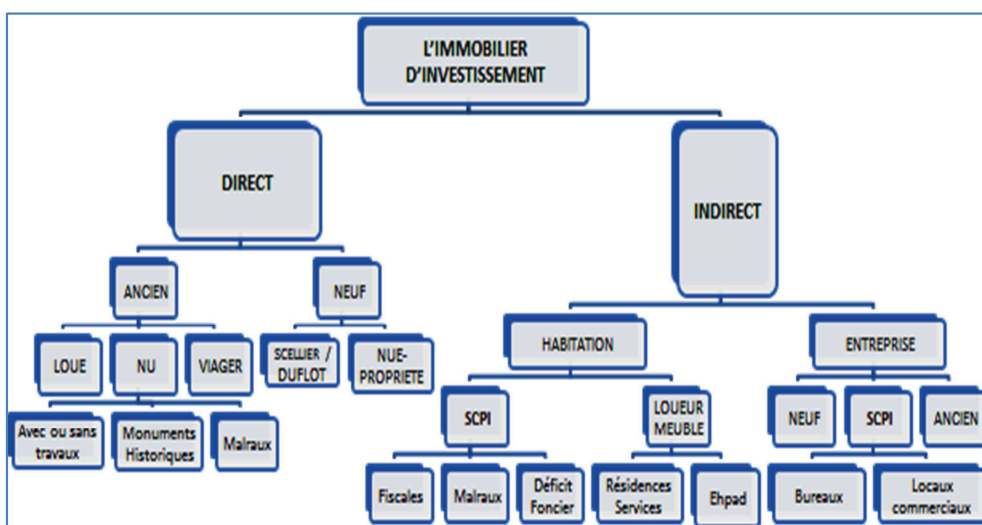 L'IMMOBILIER
D'INVESTISSEMENT
DIRECT
INDIRECT
ANCIEN
NEUF
LOUE
NU
VIAGER
SCELLIER /
DUFLOT
NUE-
PROPRIETE
Avec ou sans
travaux
Monuments
Historiques
Malraux
HABITATION
ENTREPRISE
SCPI
LOUEUR
MEUBLE
NEUF
SCPI
ANCIEN
Fiscales
Malraux
Déficit
Foncier
Résidences
Services
Ehpad
Bureaux
Locaux
commerciaux